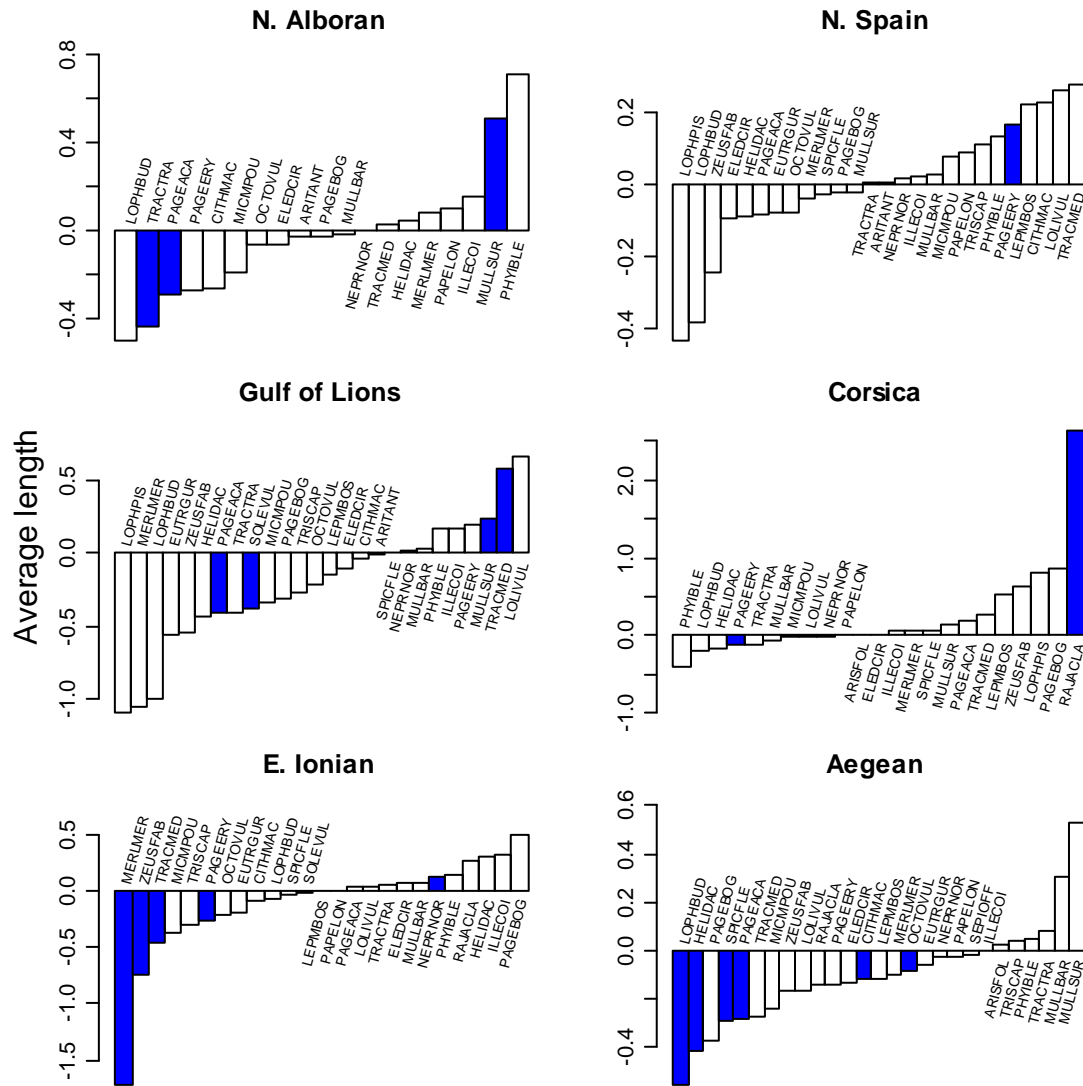 N. Alboran
0.8
0.4
0.0
-0.4
LOPHBUD
TRACTRA
PAGEACA
PAGEERY
CITHMAC
MICMPOU
OCTOVUL
ELEDCIR
ARITANT
PAGEBOG
MULLBAR
NEPRNOR
TRACMED
HELIDAC
MERLMER
PAPELON
ILLECOI
MULLSUR
PHYIBLE
N. Spain
0.2
0.0
-0.2
-0.4
LOPHPIS
LOPHBUD
ZEUSFAB
ELEDCIR
HELIDAC
PAGEACA
EUTRGUR
OCTOVUL
MERLMER
SPICFLE
PAGEBOG
MULLSUR
TRACTRA
ARITANT
NEPRNOR
ILLECOI
MULLBAR
MICMPOU
PAPELON
TRISCAP
PHYIBLE
PAGEERY
LEPMBOS
CITHMAC
LOLIVUL
TRACMED
Average length
Gulf of Lions
0.5
0.0
-0.5
-1.0
LOPHPIS
MERLMER
LOPHBUD
EUTRGUR
ZEUSFAB
HELIDAC
PAGEACA
TRACTRA
SOLEVUL
MICMPOU
PAGEBOG
TRISCAP
OCTOVUL
LEPMBOS
ELEDCIR
CITHMAC
ARITANT
SPICFLE
NEPRNOR
MULLBAR
PHYIBLE
ILLECOI
PAGEERY
MULLSUR
TRACMED
LOLIVUL
Corsica
2.0
1.0
0.0
-1.0
PHYIBLE
LOPHBUD
HELIDAC
PAGEERY
TRACTRA
MULLBAR
MICMPOU
LOLIVUL
NEPRNOR
PAPELON
ARISFOL
ELEDCIR
ILLECOI
MERLMER
SPICFLE
MULLSUR
PAGEACA
TRACMED
LEPMBOS
ZEUSFAB
LOPHPIS
PAGEBOG
RAJACLA
E. Ionian
0.5
0.0
-0.5
-1.0
-1.5
MERLMER
ZEUSFAB
TRACMED
MICMPOU
TRISCAP
PAGEERY
OCTOVUL
EUTRGUR
CITHMAC
LOPHBUD
SPICFLE
SOLEVUL
LEPMBOS
PAPELON
PAGEACA
LOLIVUL
TRACTRA
ELEDCIR
MULLBAR
NEPRNOR
PHYIBLE
RAJACLA
HELIDAC
ILLECOI
PAGEBOG
Aegean
0.6
0.4
0.2
0.0
-0.4
LOPHBUD
HELIDAC
PAGEBOG
SPICFLE
PAGEACA
TRACMED
MICMPOU
ZEUSFAB
LOLIVUL
RAJACLA
PAGEERY
ELEDCIR
CITHMAC
LEPMBOS
MERLMER
OCTOVUL
EUTRGUR
NEPRNOR
PAPELON
SEPIOFF
ILLECOI
ARISFOL
TRISCAP
PHYIBLE
TRACTRA
MULLBAR
MULLSUR